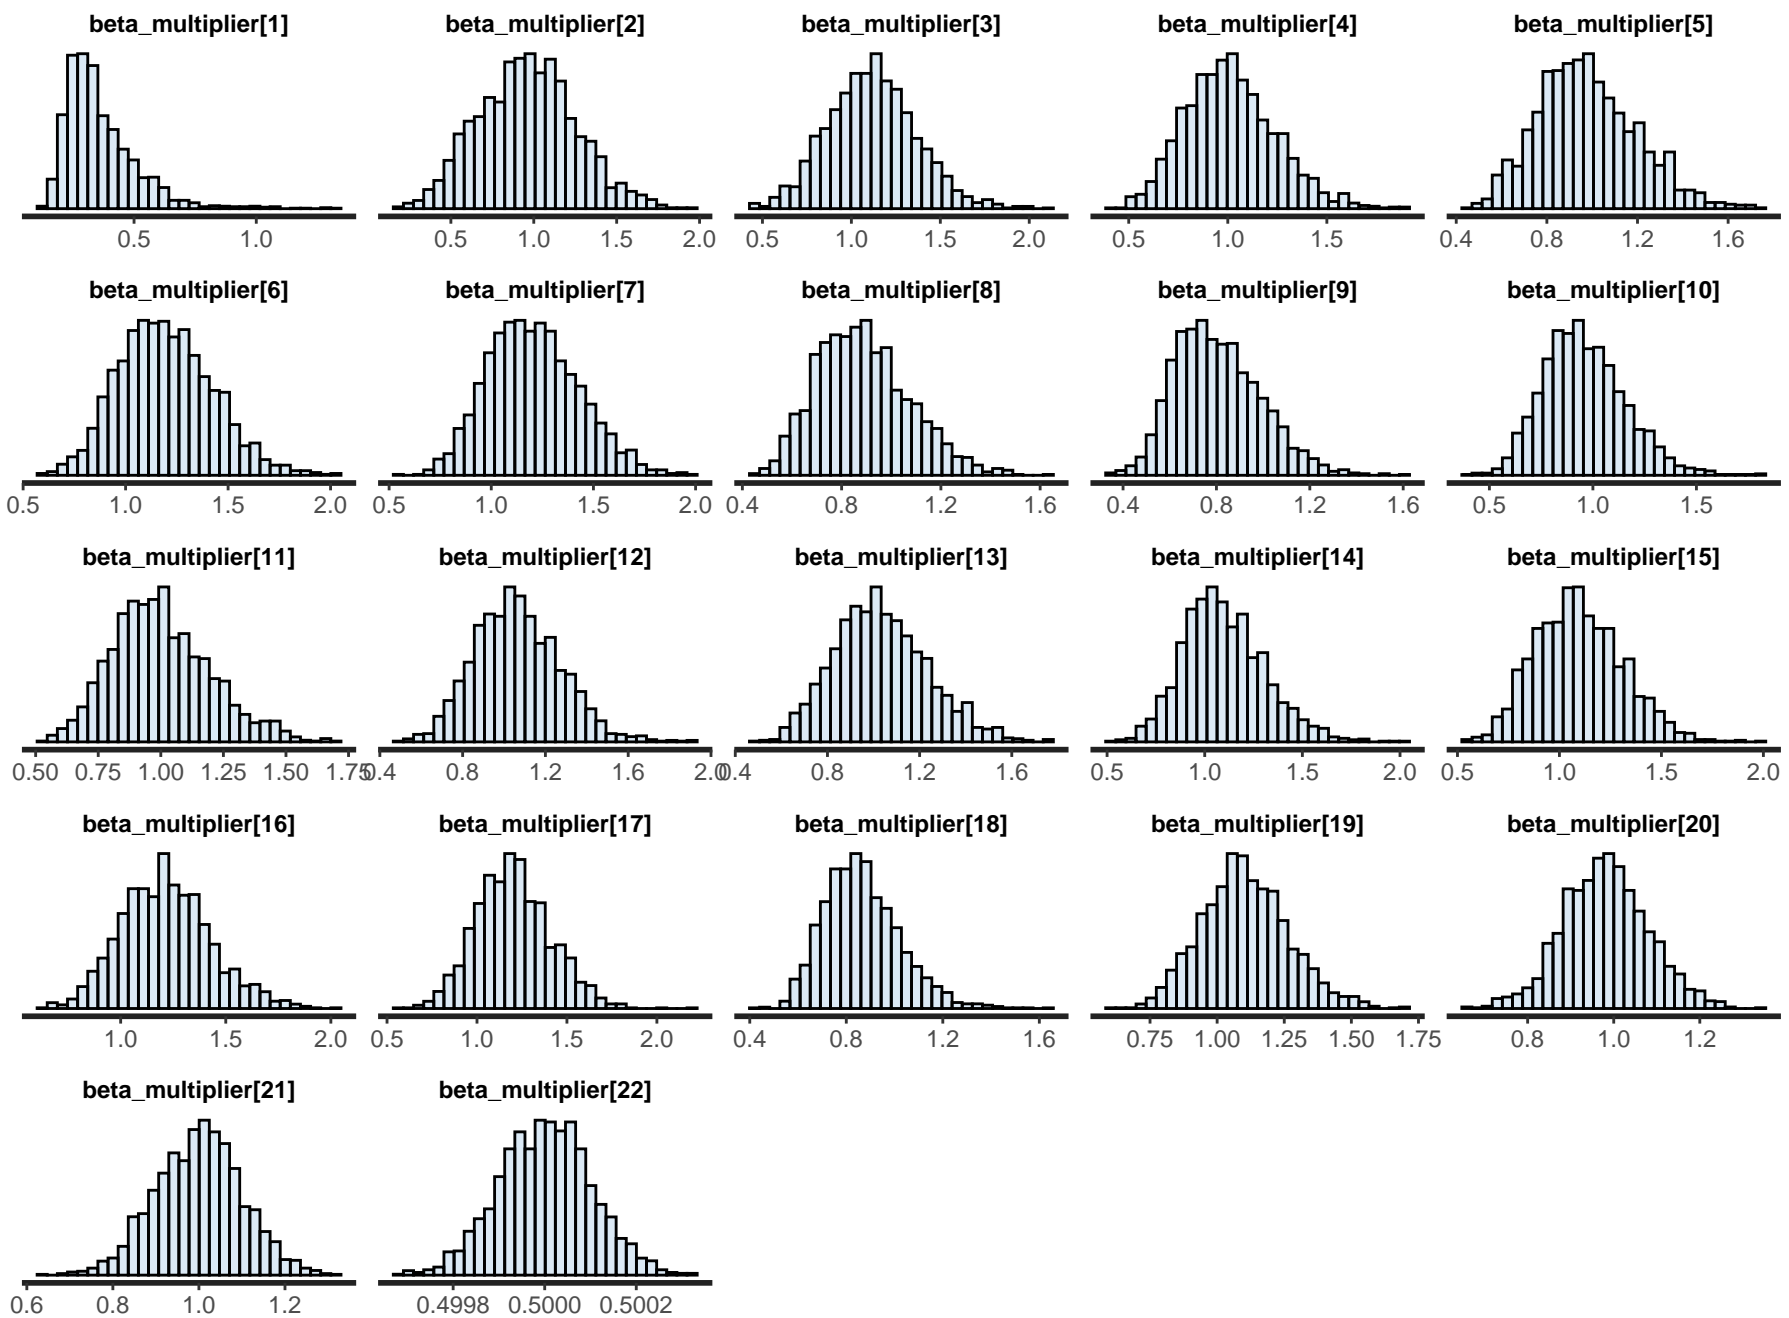 beta_multiplier[1] beta_multiplier[2] beta_multiplier[3] beta_multiplier[4] beta_multiplier[5]
0.5 1.0 0.5 1.0 1.5 2.0 0.5 1.0 1.5 2.0 0.5 1.0 1.5 0.4 0.8 1.2 1.6
beta_multiplier[6] beta_multiplier[7] beta_multiplier[8] beta_multiplier[9] beta_multiplier[10]
0.5 1.0 1.5 2.0 0.5 1.0 1.5 2.0 0.4 0.8 1.2 1.6 0.4 0.8 1.2 1.6 0.5 1.0 1.5
beta_multiplier[11] beta_multiplier[12] beta_multiplier[13] beta_multiplier[14] beta_multiplier[15]
0.50 0.75 1.00 1.25 1.50 1.75 0.4 0.8 1.2 1.6 2.0 0.4 0.8 1.2 1.6 0.5 1.0 1.5 2.0 0.5 1.0 1.5 2.0
beta_multiplier[16] beta_multiplier[17] beta_multiplier[18] beta_multiplier[19] beta_multiplier[20]
1.0 1.5 2.0 0.5 1.0 1.5 2.0 0.4 0.8 1.2 1.6 0.75 1.00 1.25 1.50 1.75 0.8 1.0 1.2
beta_multiplier[21] beta_multiplier[22]
0.6 0.8 1.0 1.2 0.4998 0.5000 0.5002